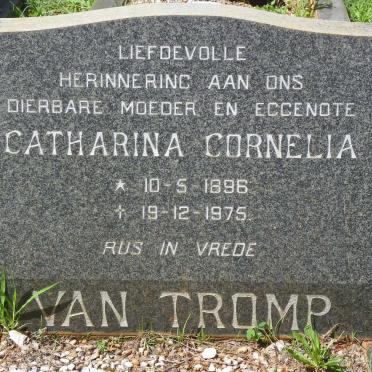 LIEFDEVOLLE
HERINNERING AAN ONS
DIERBARE MOEDER EN EGGENOTE
CATHARINA CORNELIA
★ 10-5 1896
✝ 19-12-1975
RUS IN VREDE
VAN TROMP